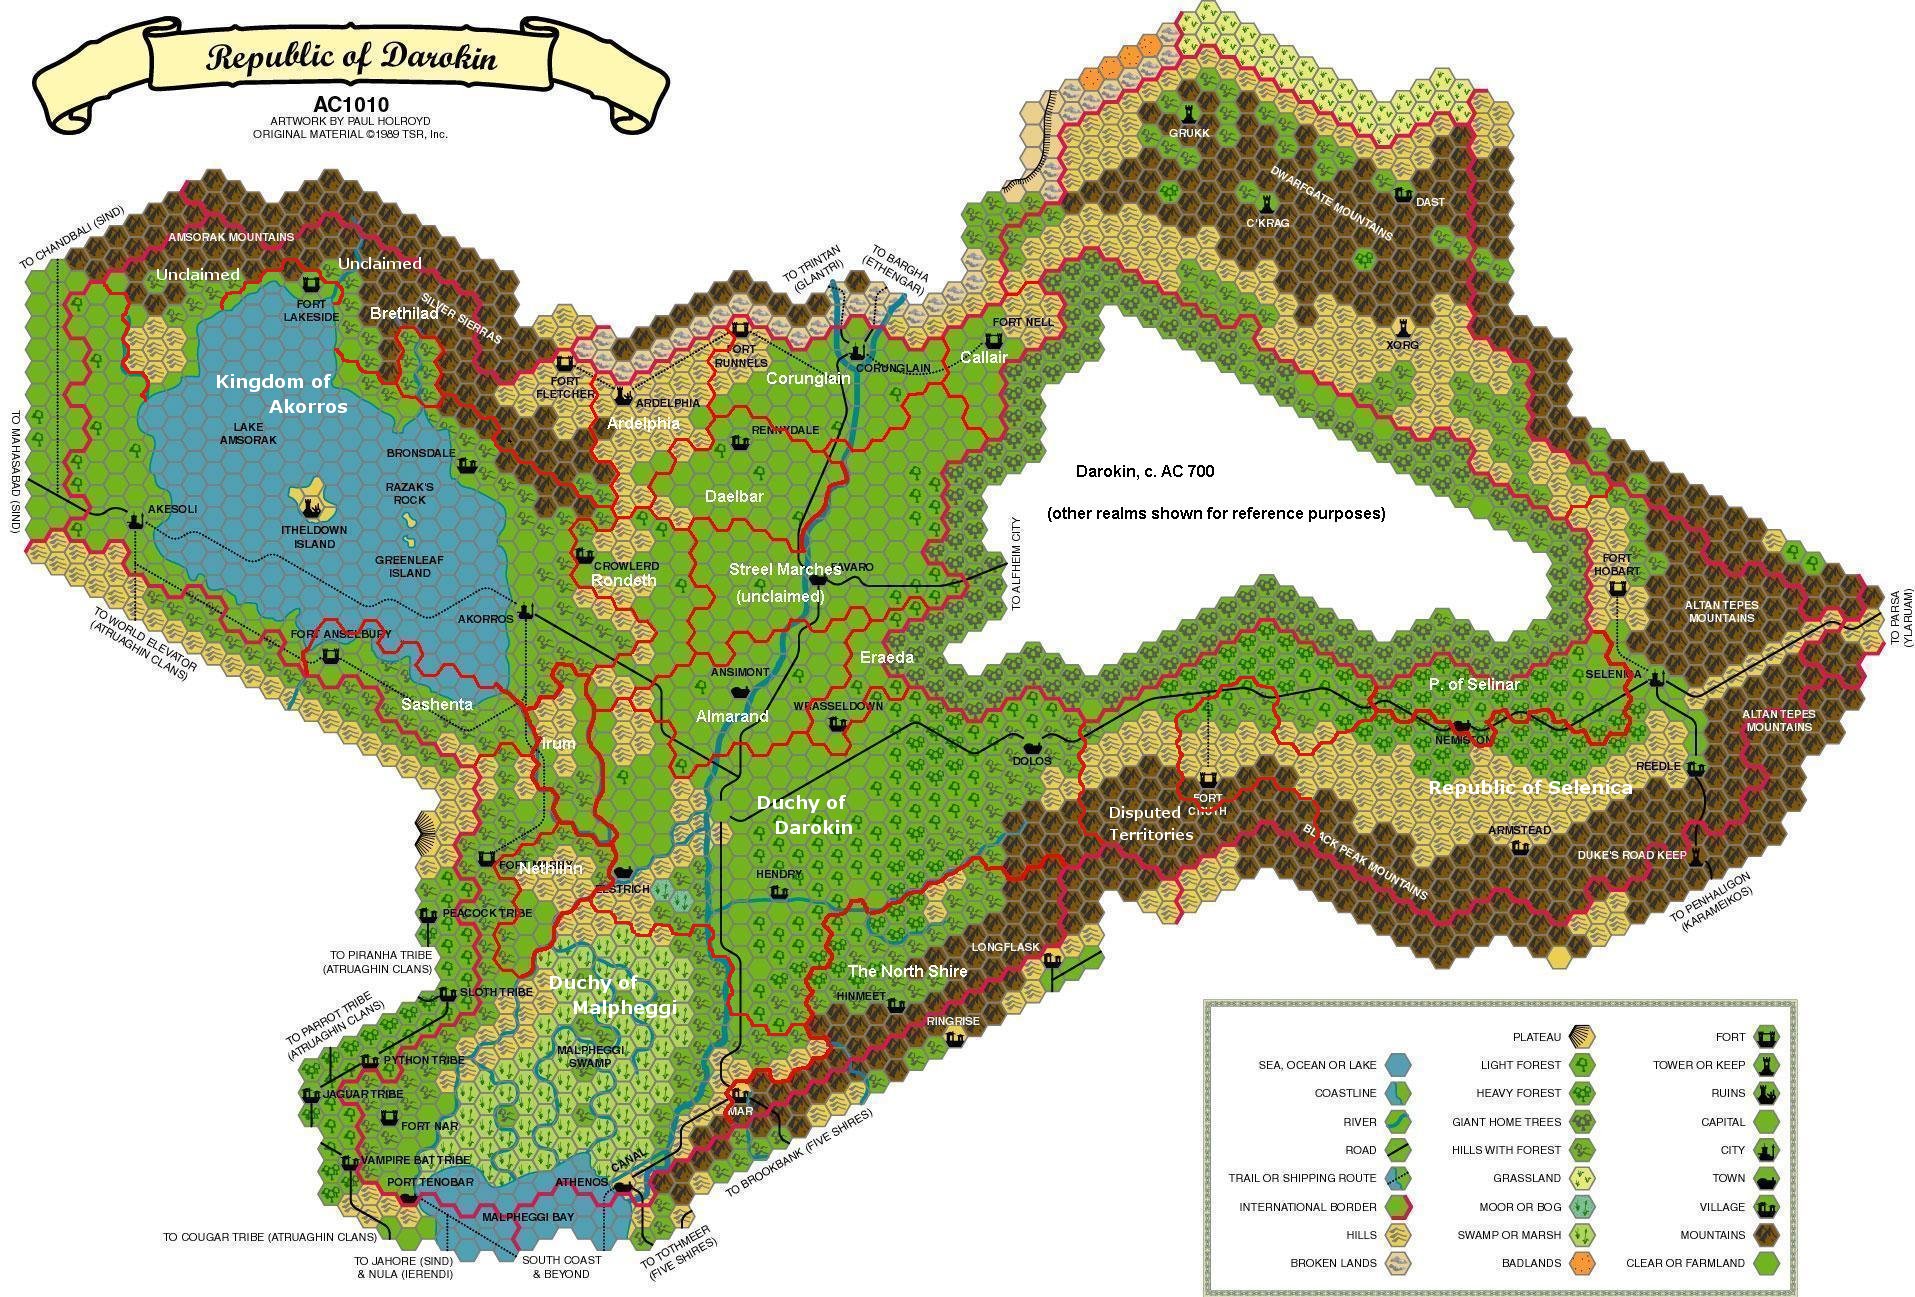 Republic of Darokin
AC1010
ARTWORK BY PAUL HOLROYD
ORIGINAL MATERIAL ©1989 TSR, Inc.
GRUKK
DWARFGATE MOUNTAINS
DAST
C'KRAG
XORG
TO CHANDBALI (SIND)
AMSORAK MOUNTAINS
Unclaimed
Unclaimed
FORT
LAKESIDE
Brethilad
SILVER SIERRAS
TO TRINTAN
(GLANTRI)
TO BARGHA
(ETHENGAR)
FORT NELL
Callair
FORT
RUNNELS
CORUNGLAIN
Corunglain
FORT
FLETCHER
ARDELPHIA
Ardelphia
Kingdom of
Akorros
LAKE
AMSORAK
RENNYDALE
BRONSDALE
TO MAHASABAD (SIND)
RAZAK'S
ROCK
Daelbar
AKESOLI
ITHELDOWN
ISLAND
GREENLEAF
ISLAND
Darokin, c. AC 700
(other realms shown for reference purposes)
CROWLERD
Rondeth
Streel Marches
(unclaimed)
TO ALFHEIM CITY
FORT
HOBART
ALTAN TEPES
MOUNTAINS
TO PARSA
(YLARUAM)
AKORROS
TO WORLD ELEVATOR
(ATRUAGHIN CLANS)
FORT ANSELBURY
Eraeda
ANSIMONT
SELENICA
P. of Selinar
Sashenta
Almarand
WRASSELDOWN
ALTAN TEPES
MOUNTAINS
Irum
NEMISTON
DOLOS
REEDLE
Republic of Selenica
FORT
Duchy of
Darokin
Disputed
Territories
BLACK PEAK MOUNTAINS
ARMSTEAD
DUKE'S ROAD KEEP
Nethlinn
HENDRY
TO PENHALIGON
(KARAMEIKOS)
PEACOCK TRIBE
LONGFLASK
TO PIRANHA TRIBE
(ATRUAGHIN CLANS)
The North Shire
Duchy of
Malpheggi
SLOTH TRIBE
HINMEET
RINGRISE
TO PARROT TRIBE
(ATRUAGHIN CLANS)
MALPHEGGI
SWAMP
PYTHON TRIBE
JAGUAR TRIBE
MAR
FORT NAR
TO BROOKBANK (FIVE SHIRES)
VAMPIRE BAT TRIBE
CANAL
PORT TENOBAR
ATHENOS
MALPHEGGI BAY
TO COUGAR TRIBE (ATRUAGHIN CLANS)
TO JAHORE (SIND)
& NULA (IERENDI)
SOUTH COAST
& BEYOND
TO TOTHMEER
(FIVE SHIRES)
PLATEAU
FORT
SEA, OCEAN OR LAKE
LIGHT FOREST
TOWER OR KEEP
COASTLINE
HEAVY FOREST
RUINS
RIVER
GIANT HOME TREES
CAPITAL
ROAD
HILLS WITH FOREST
CITY
TRAIL OR SHIPPING ROUTE
GRASSLAND
TOWN
INTERNATIONAL BORDER
MOOR OR BOG
VILLAGE
HILLS
SWAMP OR MARSH
MOUNTAINS
BROKEN LANDS
BADLANDS
CLEAR OR FARMLAND